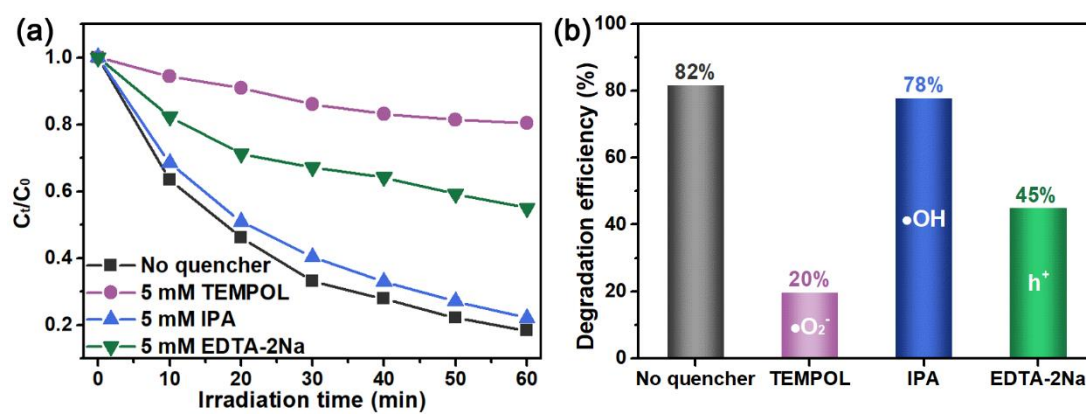 (a)
Ct/C0
1.0
0.8
0.6
0.4
0.2
No quencher
5 mM TEMPOL
5 mM IPA
5 mM EDTA-2Na
0 10 20 30 40 50 60
Irradiation time (min)
(b)
Degradation efficiency (%)
100
80
60
40
20
0
82%
20%
78%
45%
•O2-
•OH
h+
No quencher TEMPOL IPA EDTA-2Na